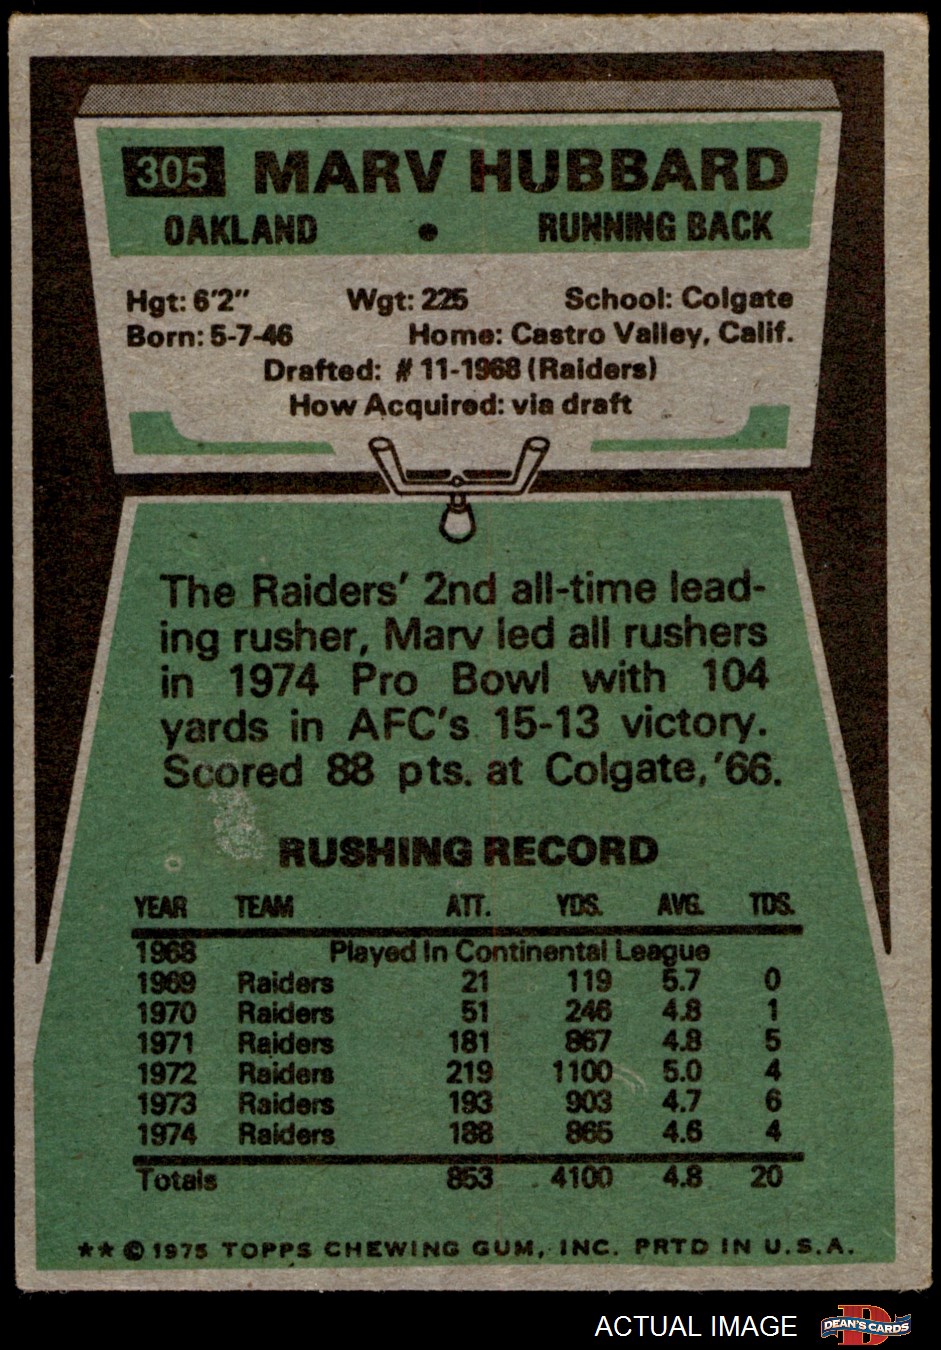 305 MARV HUBBARD
OAKLAND • RUNNING BACK
Hgt: 6'2" Wgt: 225 School: Colgate
Born: 5-7-46 Home: Castro Valley, Calif.
Drafted: #11-1968 (Raiders)
How Acquired: via draft
The Raiders' 2nd all-time lead-
ing rusher, Marv led all rushers
in 1974 Pro Bowl with 104
yards in AFC's 15-13 victory.
Scored 88 pts. at Colgate, '66.
RUSHING RECORD
YEAR TEAM ATT. YDS. AVG. TDS.
1968 Played In Continental League
1969 Raiders 21 119 5.7 0
1970 Raiders 51 246 4.8 1
1971 Raiders 181 867 4.8 5
1972 Raiders 219 1100 5.0 4
1973 Raiders 193 903 4.7 6
1974 Raiders 188 865 4.6 4
Totals 853 4100 4.8 20
★★ © 1975 TOPPS CHEWING GUM, INC. PRTD IN U.S.A.
ACTUAL IMAGE D DEAN'S CARDS